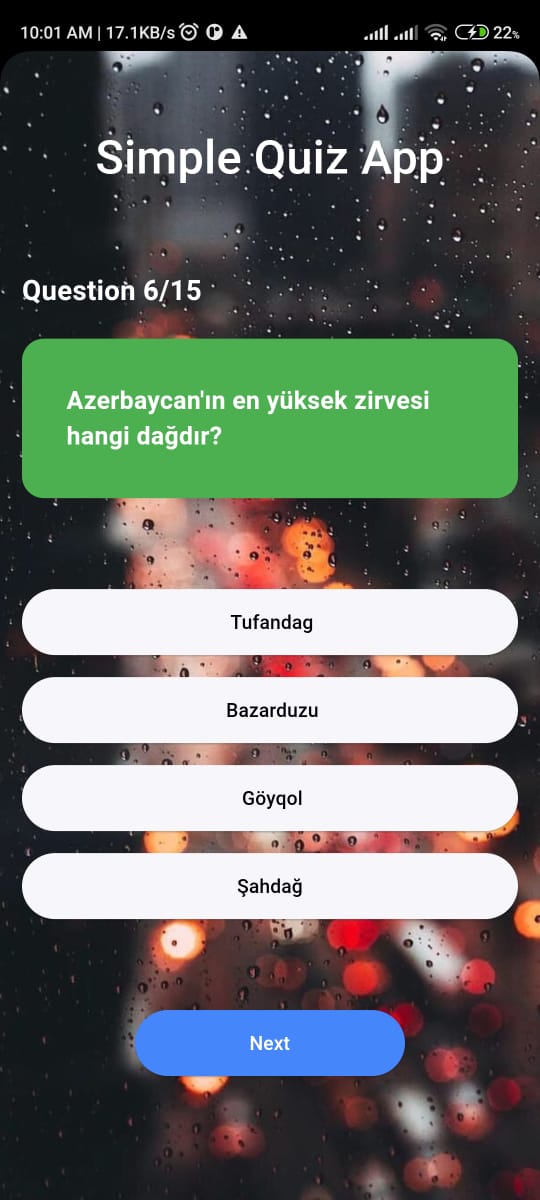 10:01 AM | 17.1KB/s
22%
Simple Quiz App
Question 6/15
Azerbaycan'ın en yüksek zirvesi
hangi dağdır?
Tufandag
Bazarduzu
Göyqol
Şahdağ
Next